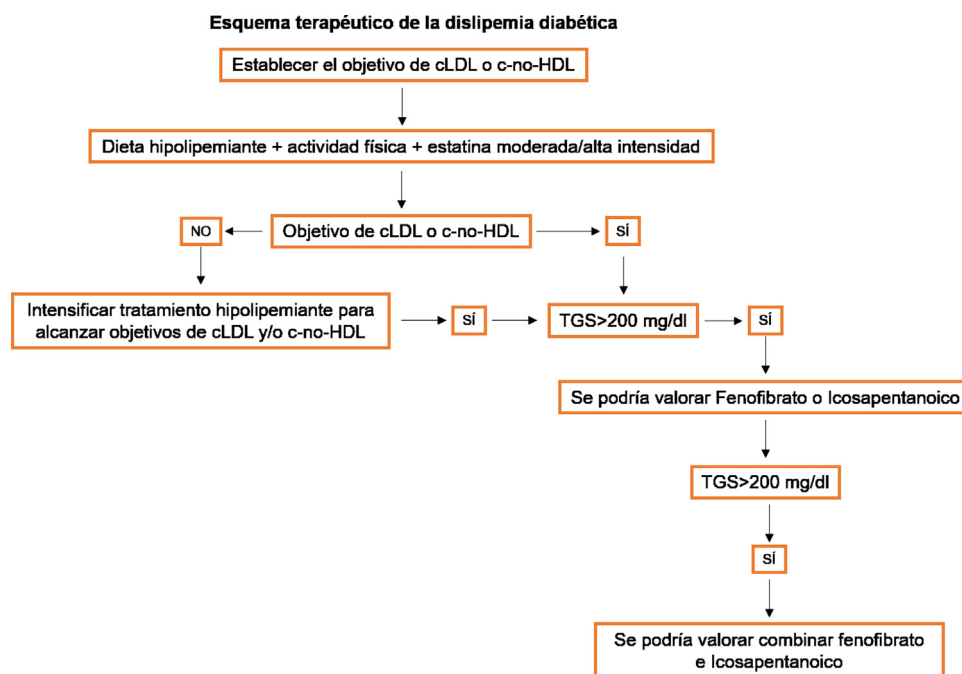 Esquema terapéutico de la dislipemia diabética
Establecer el objetivo de cLDL o c-no-HDL
Dieta hipolipemiante + actividad física + estatina moderada/alta intensidad
NO
Objetivo de cLDL o c-no-HDL
SÍ
Intensificar tratamiento hipolipemiante para
alcanzar objetivos de cLDL y/o c-no-HDL
SÍ
TGS>200 mg/dl
SÍ
Se podría valorar Fenofibrato o Icosapentanoico
TGS>200 mg/dl
SÍ
Se podría valorar combinar fenofibrato
e Icosapentanoico